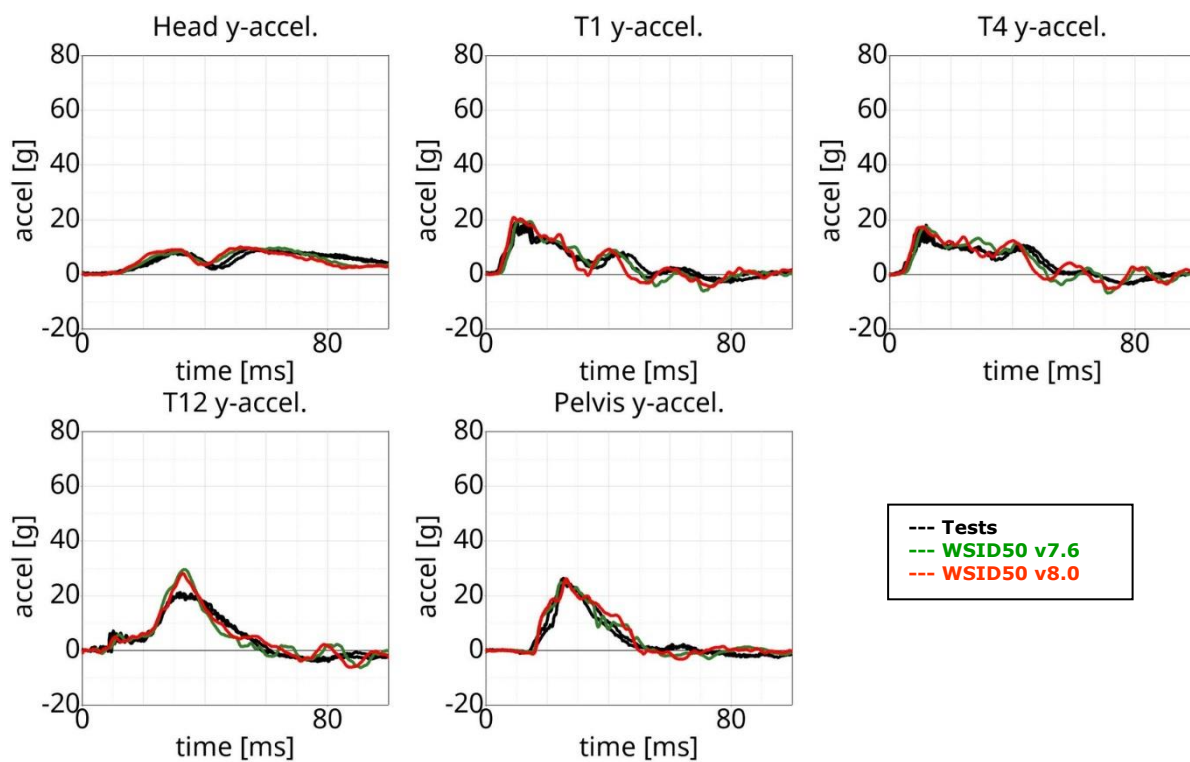 Head y-accel.
T1 y-accel.
T4 y-accel.
80
60
40
20
0
-20
0
80
accel [g]
time [ms]
80
60
40
20
0
-20
0
80
accel [g]
time [ms]
80
60
40
20
0
-20
0
80
accel [g]
time [ms]
T12 y-accel.
Pelvis y-accel.
80
60
40
20
0
-20
0
80
accel [g]
time [ms]
80
60
40
20
0
-20
0
80
accel [g]
time [ms]
--- Tests
--- WSID50 v7.6
--- WSID50 v8.0